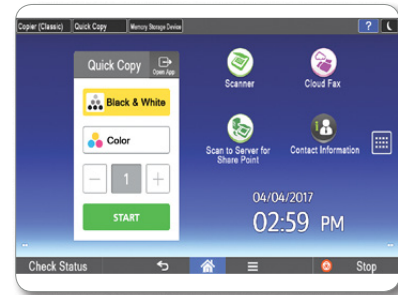 Copier (Classic)
Quick Copy
Memory Storage Device
?
Quick Copy
Open App
Black & White
Color
1
START
Scanner
Cloud Fax
Scan to Server for
Share Point
Contact Information
04/04/2017
02:59 PM
Check Status
Stop